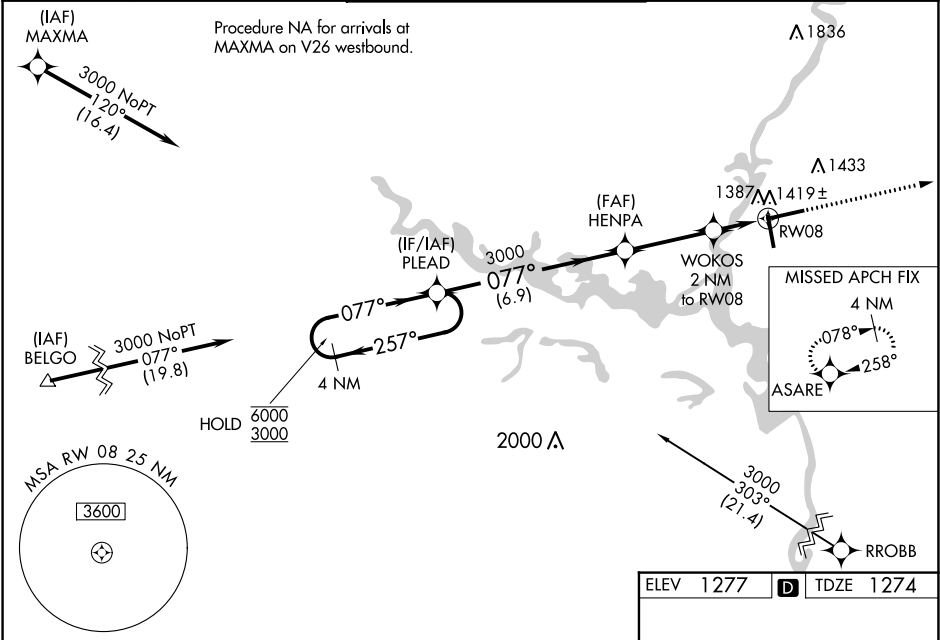 (IAF)
MAXMA
Procedure NA for arrivals at
MAXMA on V26 westbound.
1836
3000 NoPT
120°
(16.4)
1433
1387
1419±
(FAF)
HENPA
RW08
(IF/IAF)
PLEAD
3000
077°
(6.9)
WOKOS
2 NM
to RW08
MISSED APCH FIX
4 NM
078°
258°
ASARE
077°
257°
4 NM
(IAF)
BELGO
3000 NoPT
077°
(19.8)
HOLD
6000
3000
2000
MSA RW 08 25 NM
3600
3000
303°
(21.4)
RROBB
ELEV 1277 D TDZE 1274